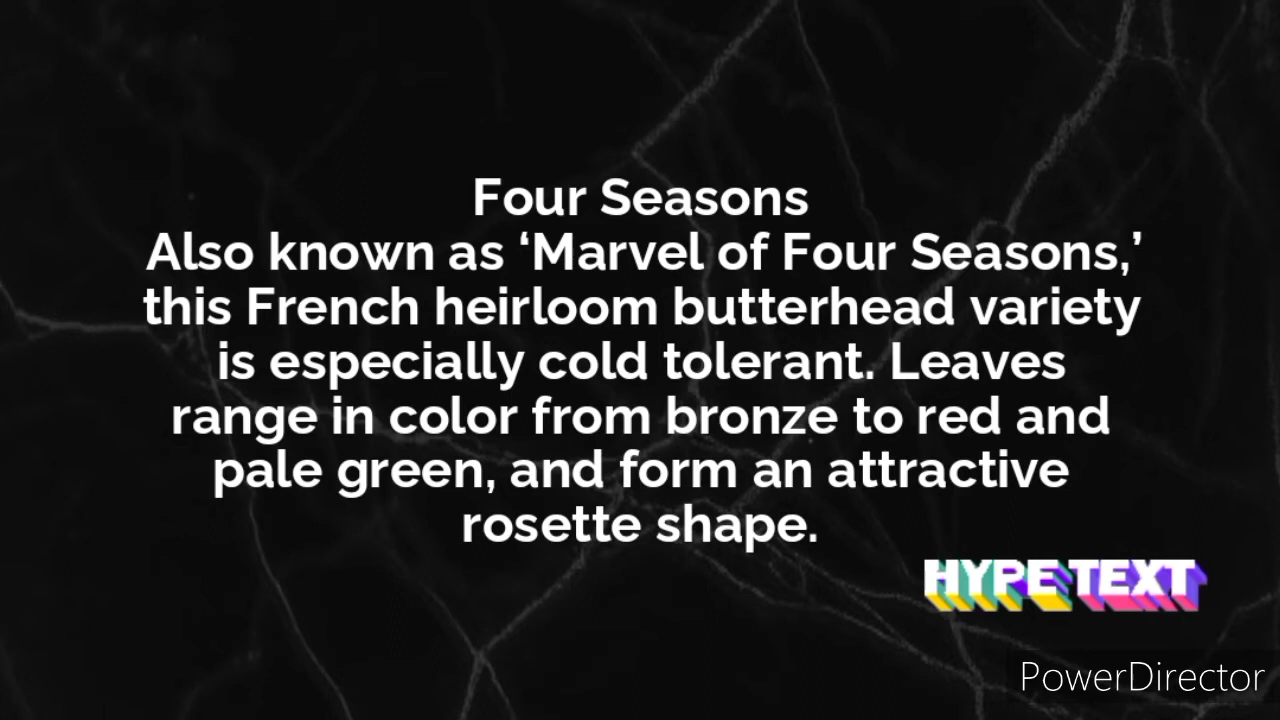 Four Seasons
Also known as ‘Marvel of Four Seasons,’
this French heirloom butterhead variety
is especially cold tolerant. Leaves
range in color from bronze to red and
pale green, and form an attractive
rosette shape.
HYPE TEXT
PowerDirector